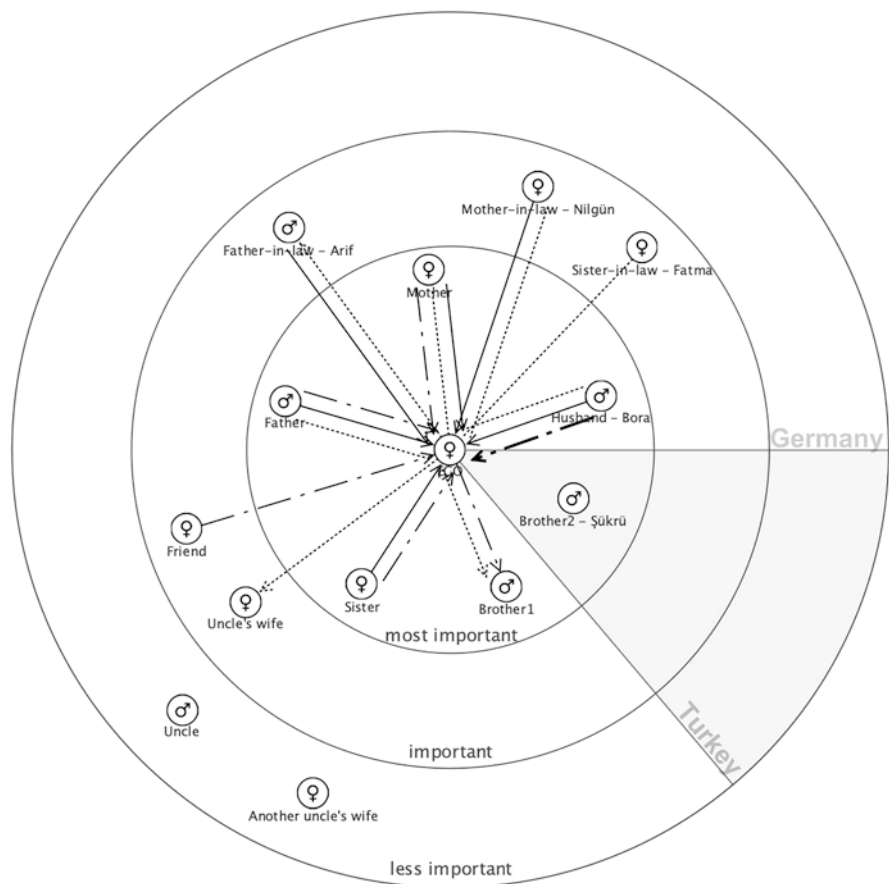 Mother-in-law – Nilgün
Father-in-law – Arif
Sister-in-law – Fatma
Mother
Father
Husband – Bora
Germany
Brother2 – Şükrü
Friend
Uncle's wife
Sister
Brother1
most important
Uncle
Turkey
important
Another uncle's wife
less important